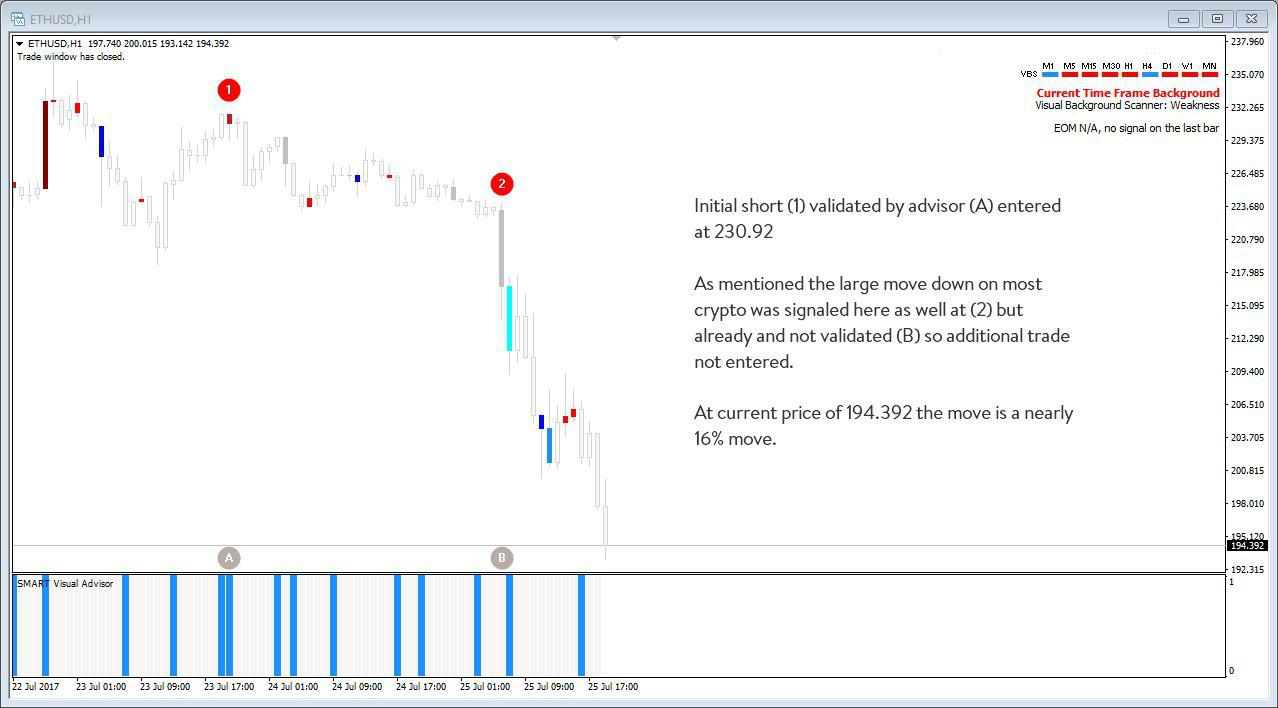 ETHUSD,H1
ETHUSD,H1 197.740 200.015 193.142 194.392
Trade window has closed.
M1 M5 M15 M30 H1 H4 D1 W1 MN
VBS
Current Time Frame Background
Visual Background Scanner: Weakness
EOM N/A, no signal on the last bar
1
2
Initial short (1) validated by advisor (A) entered
at 230.92
As mentioned the large move down on most
crypto was signaled here as well at (2) but
already and not validated (B) so additional trade
not entered.
At current price of 194.392 the move is a nearly
16% move.
A
B
237.960
235.070
232.265
229.375
226.485
223.680
220.790
217.985
215.095
212.290
209.400
206.510
203.705
200.815
198.010
195.120
194.392
192.315
SMART Visual Advisor
1
0
22 Jul 2017 23 Jul 01:00 23 Jul 09:00 23 Jul 17:00 24 Jul 01:00 24 Jul 09:00 24 Jul 17:00 25 Jul 01:00 25 Jul 09:00 25 Jul 17:00